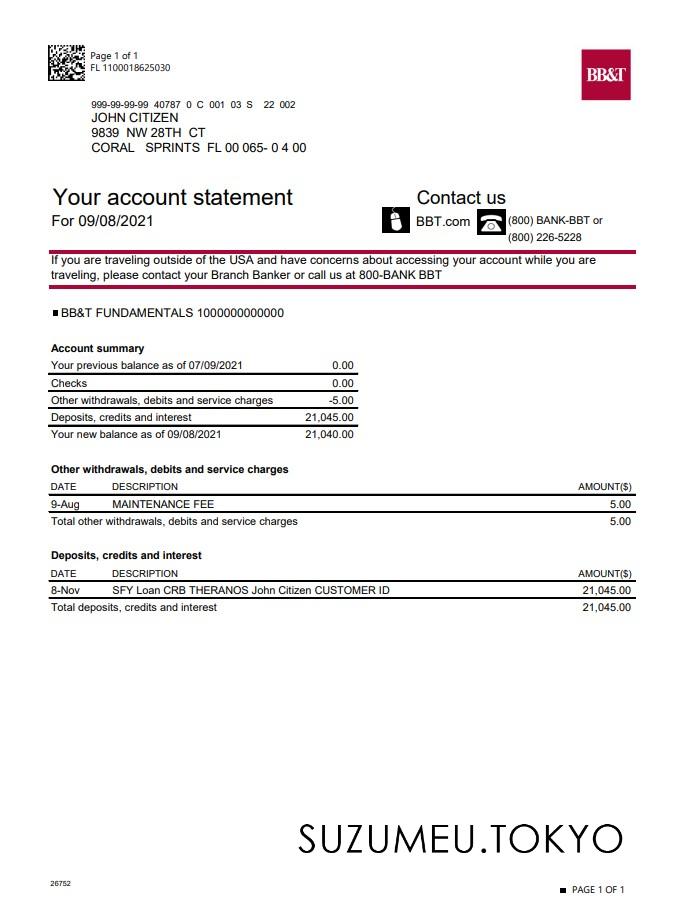 Page 1 of 1
FL 1100018625030
BB&T
999-99-99-99 40787 0 C 001 03 S 22 002
JOHN CITIZEN
9839 NW 28TH CT
CORAL SPRINTS FL 00 065- 0 4 00
Your account statement
For 09/08/2021
Contact us
BBT.com
(800) BANK-BBT or
(800) 226-5228
If you are traveling outside of the USA and have concerns about accessing your account while you are
traveling, please contact your Branch Banker or call us at 800-BANK BBT
BB&T FUNDAMENTALS 1000000000000
Account summary
Your previous balance as of 07/09/2021 0.00
Checks 0.00
Other withdrawals, debits and service charges -5.00
Deposits, credits and interest 21,045.00
Your new balance as of 09/08/2021 21,040.00
Other withdrawals, debits and service charges
DATE DESCRIPTION AMOUNT($)
9-Aug MAINTENANCE FEE 5.00
Total other withdrawals, debits and service charges 5.00
Deposits, credits and interest
DATE DESCRIPTION AMOUNT($)
8-Nov SFY Loan CRB THERANOS John Citizen CUSTOMER ID 21,045.00
Total deposits, credits and interest 21,045.00
SUZUMEU.TOKYO
26752
PAGE 1 OF 1